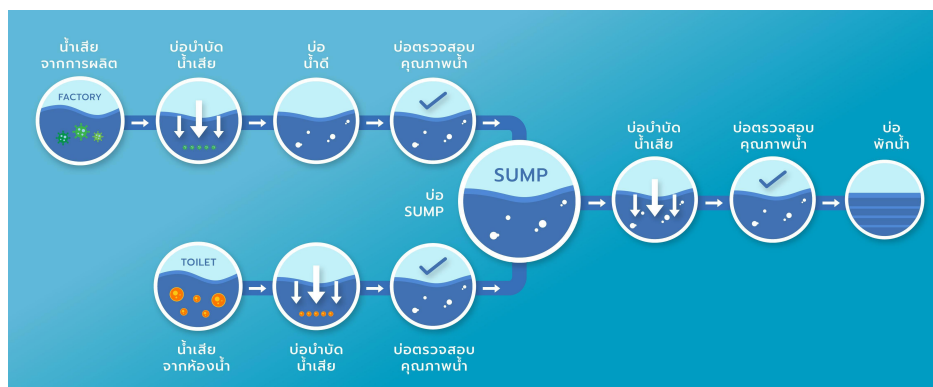 น้ำเสีย
จากการผลิต
บ่อบำบัด
น้ำเสีย
บ่อ
น้ำดี
บ่อตรวจสอบ
คุณภาพน้ำ
FACTORY
SUMP
บ่อ
SUMP
บ่อบำบัด
น้ำเสีย
บ่อตรวจสอบ
คุณภาพน้ำ
บ่อ
พักน้ำ
TOILET
น้ำเสีย
จากห้องน้ำ
บ่อบำบัด
น้ำเสีย
บ่อตรวจสอบ
คุณภาพน้ำ